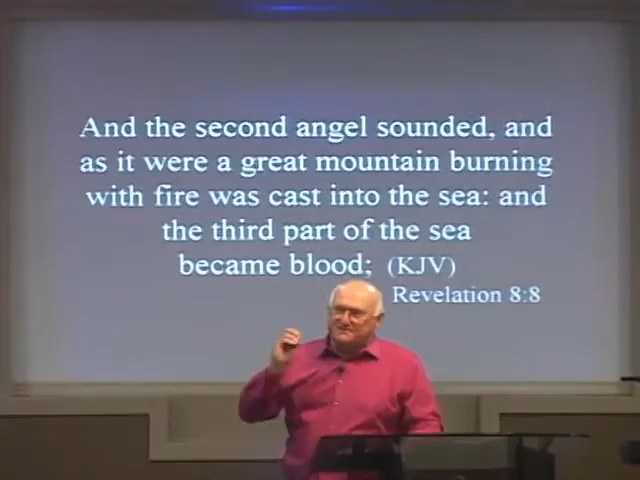 And the second angel sounded, and
as it were a great mountain burning
with fire was cast into the sea: and
the third part of the sea
became blood; (KJV)
Revelation 8:8